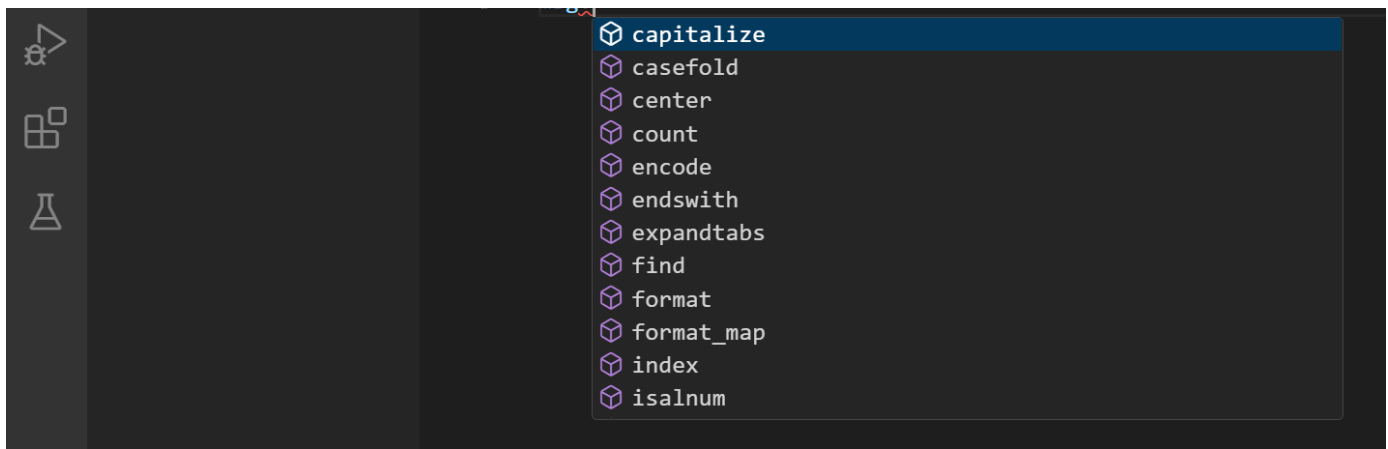 capitalize
casefold
center
count
encode
endswith
expandtabs
find
format
format_map
index
isalnum